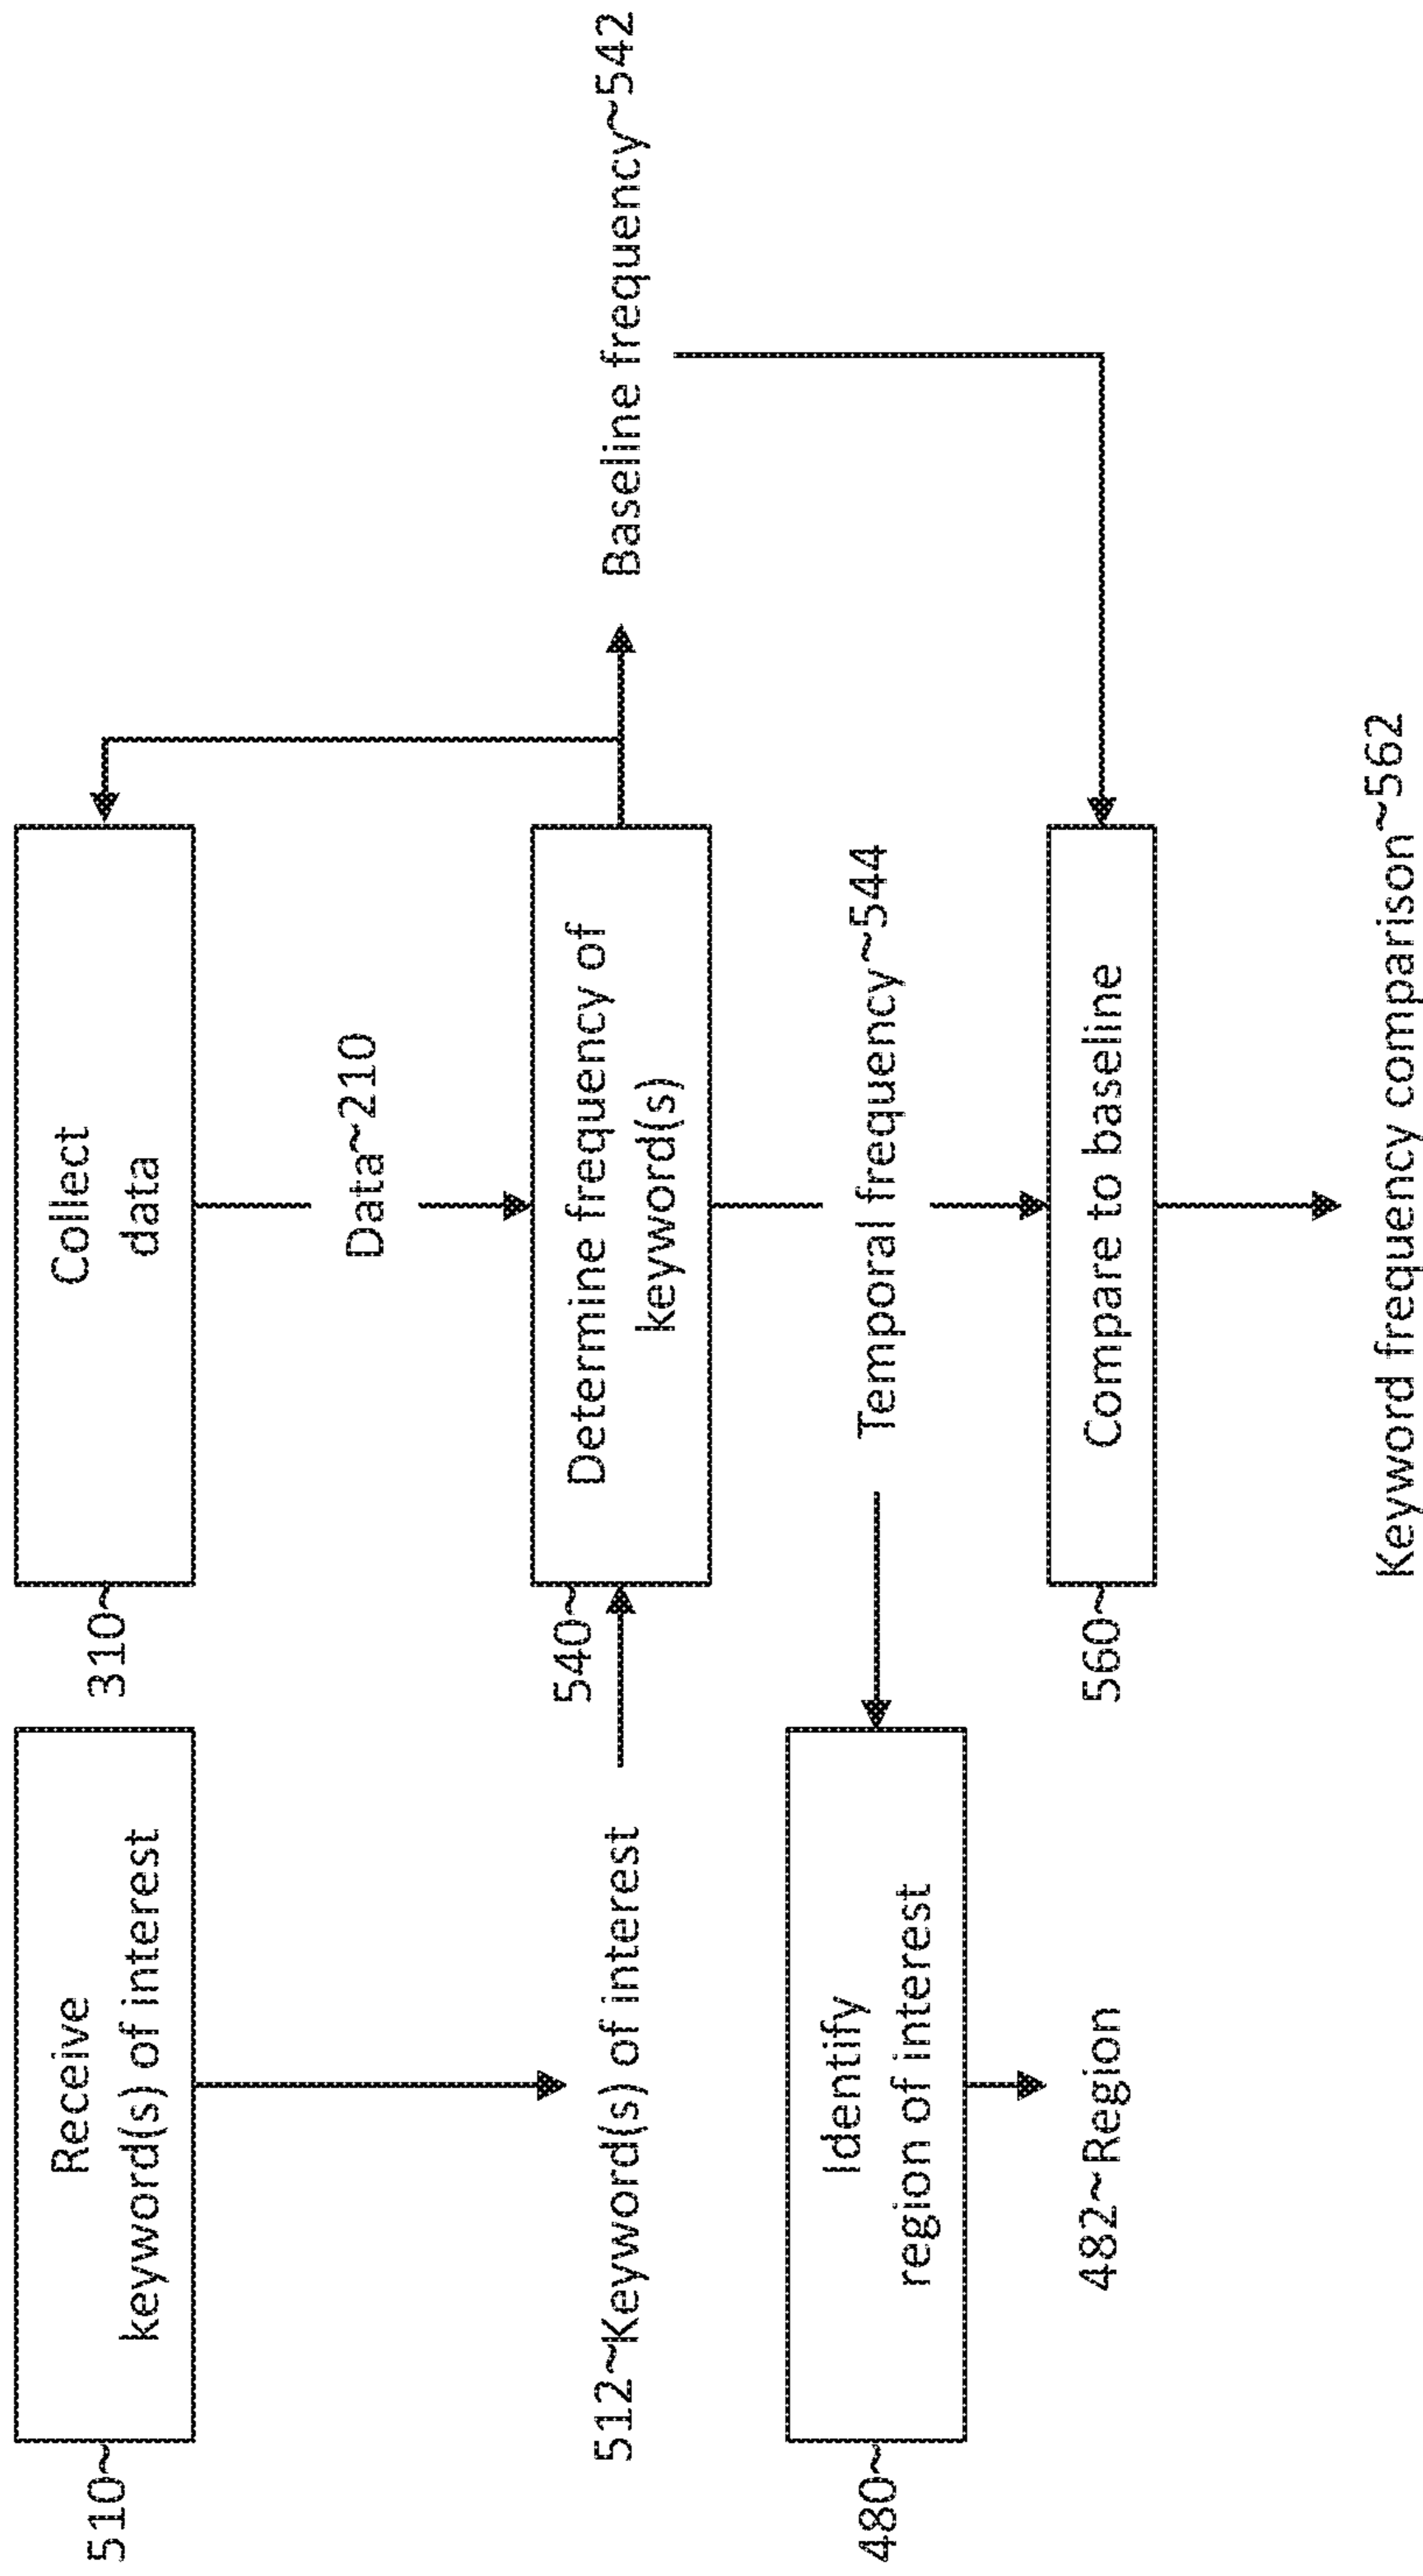 510~
Receive
keyword(s) of interest
310~
Collect
data
Data~210
512~Keyword(s) of interest
540~
Determine frequency of
keyword(s)
Baseline frequency~542
480~
Identify
region of interest
Temporal frequency~544
482~Region
560~
Compare to baseline
Keyword frequency comparison~562